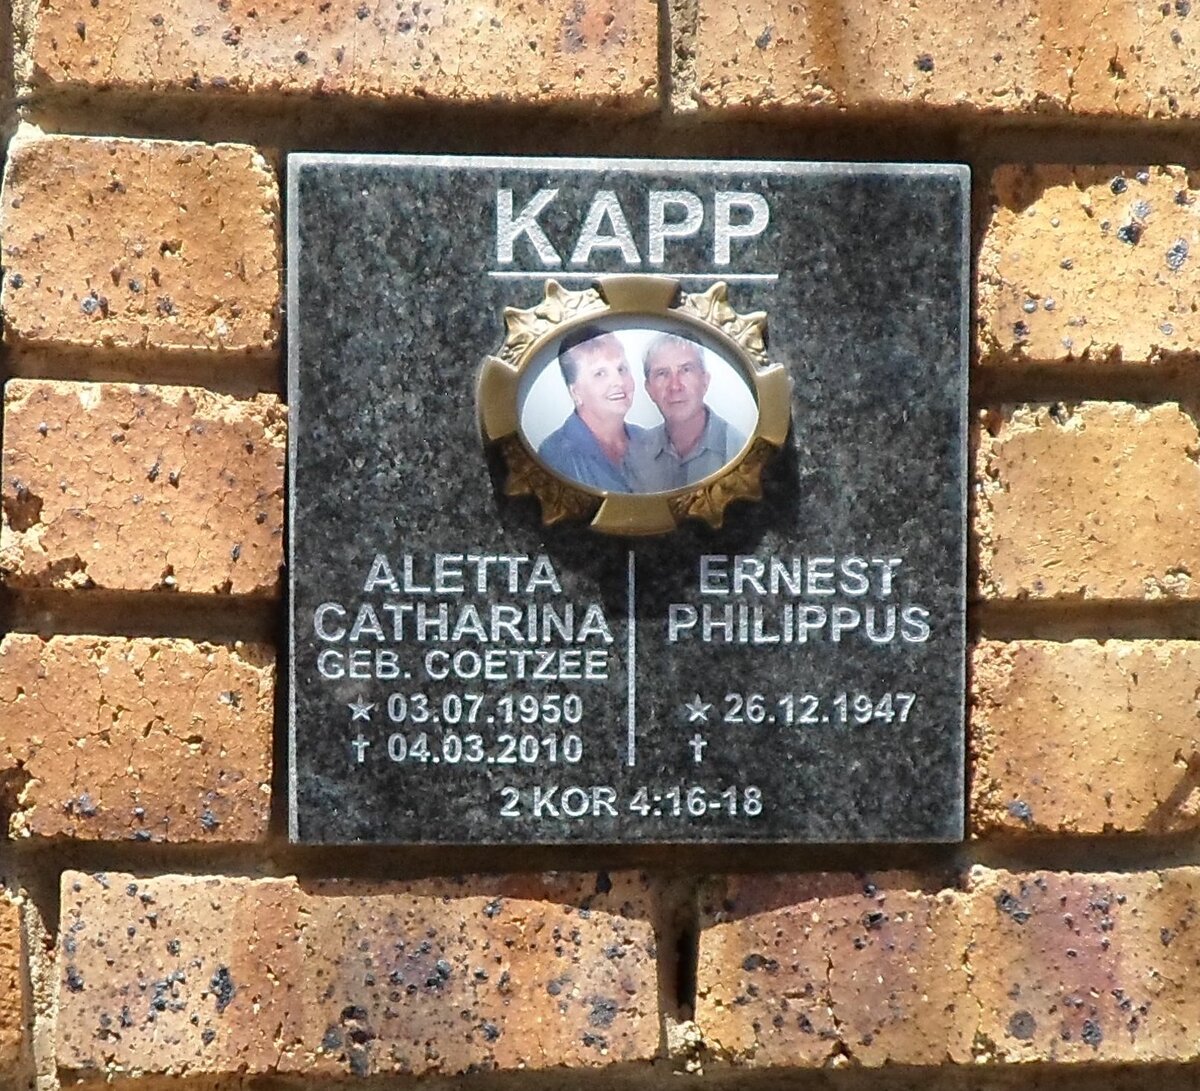 KAPP
ALETTA
CATHARINA
GEB. COETZEE
★ 03.07.1950
† 04.03.2010
ERNEST
PHILIPPUS
★ 26.12.1947
†
2 KOR 4:16-18